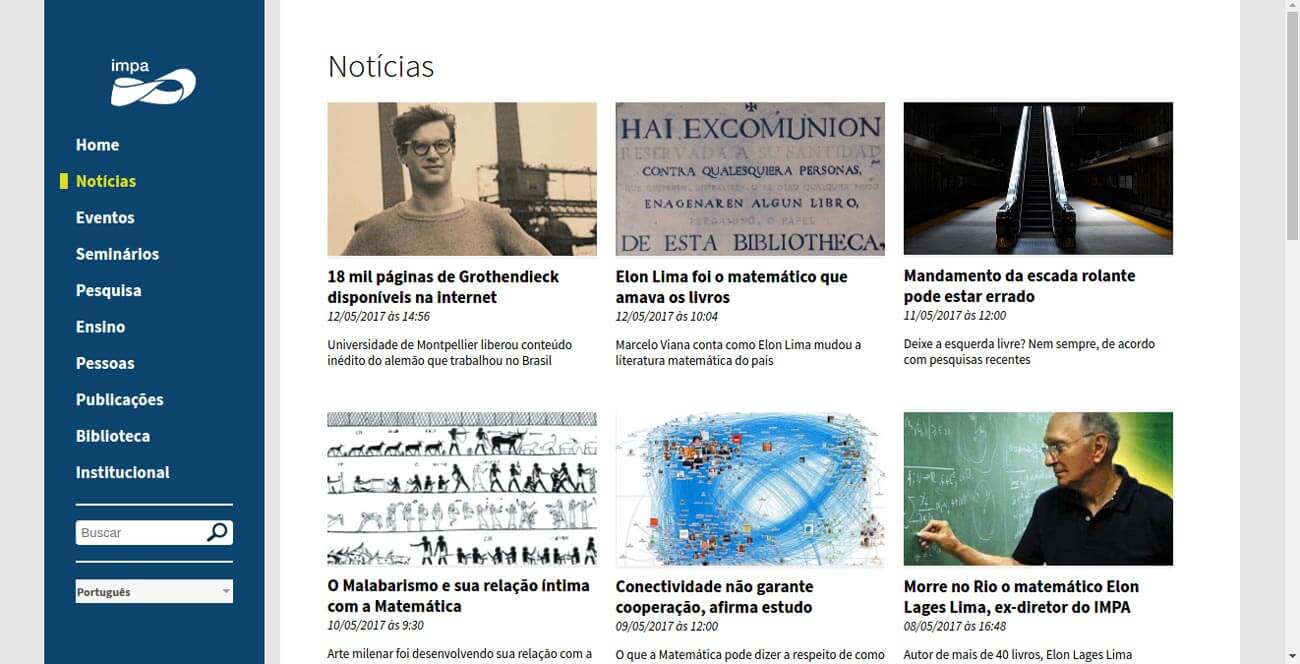 impa
Home
Notícias
Eventos
Seminários
Pesquisa
Ensino
Pessoas
Publicações
Biblioteca
Institucional
Buscar
Português
Notícias
HAI EXCOMUNION
RESERVADA A SU SANTIDAD
CONTRA QUALESQUIERA PERSONAS,
ENAGENAREN ALGUN LIBRO,
PERGAMINO, O PAPEL
DE ESTA BIBLIOTHECA,
18 mil páginas de Grothendieck
disponíveis na internet
12/05/2017 às 14:56
Universidade de Montpellier liberou conteúdo
inédito do alemão que trabalhou no Brasil
Elon Lima foi o matemático que
amava os livros
12/05/2017 às 10:04
Marcelo Viana conta como Elon Lima mudou a
literatura matemática do país
Mandamento da escada rolante
pode estar errado
11/05/2017 às 12:00
Deixe a esquerda livre? Nem sempre, de acordo
com pesquisas recentes
O Malabarismo e sua relação íntima
com a Matemática
10/05/2017 às 9:30
Arte milenar foi desenvolvendo sua relação com a
Conectividade não garante
cooperação, afirma estudo
09/05/2017 às 12:00
O que a Matemática pode dizer a respeito de como
Morre no Rio o matemático Elon
Lages Lima, ex-diretor do IMPA
08/05/2017 às 16:48
Autor de mais de 40 livros, Elon Lages Lima